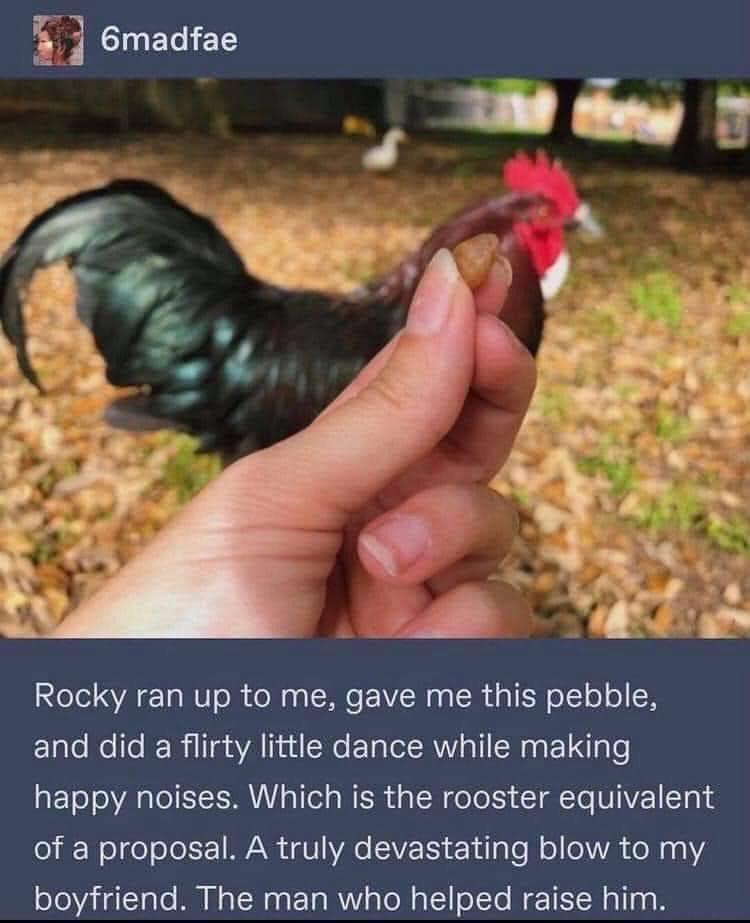 6madfae
Rocky ran up to me, gave me this pebble,
and did a flirty little dance while making
happy noises. Which is the rooster equivalent
of a proposal. A truly devastating blow to my
boyfriend. The man who helped raise him.